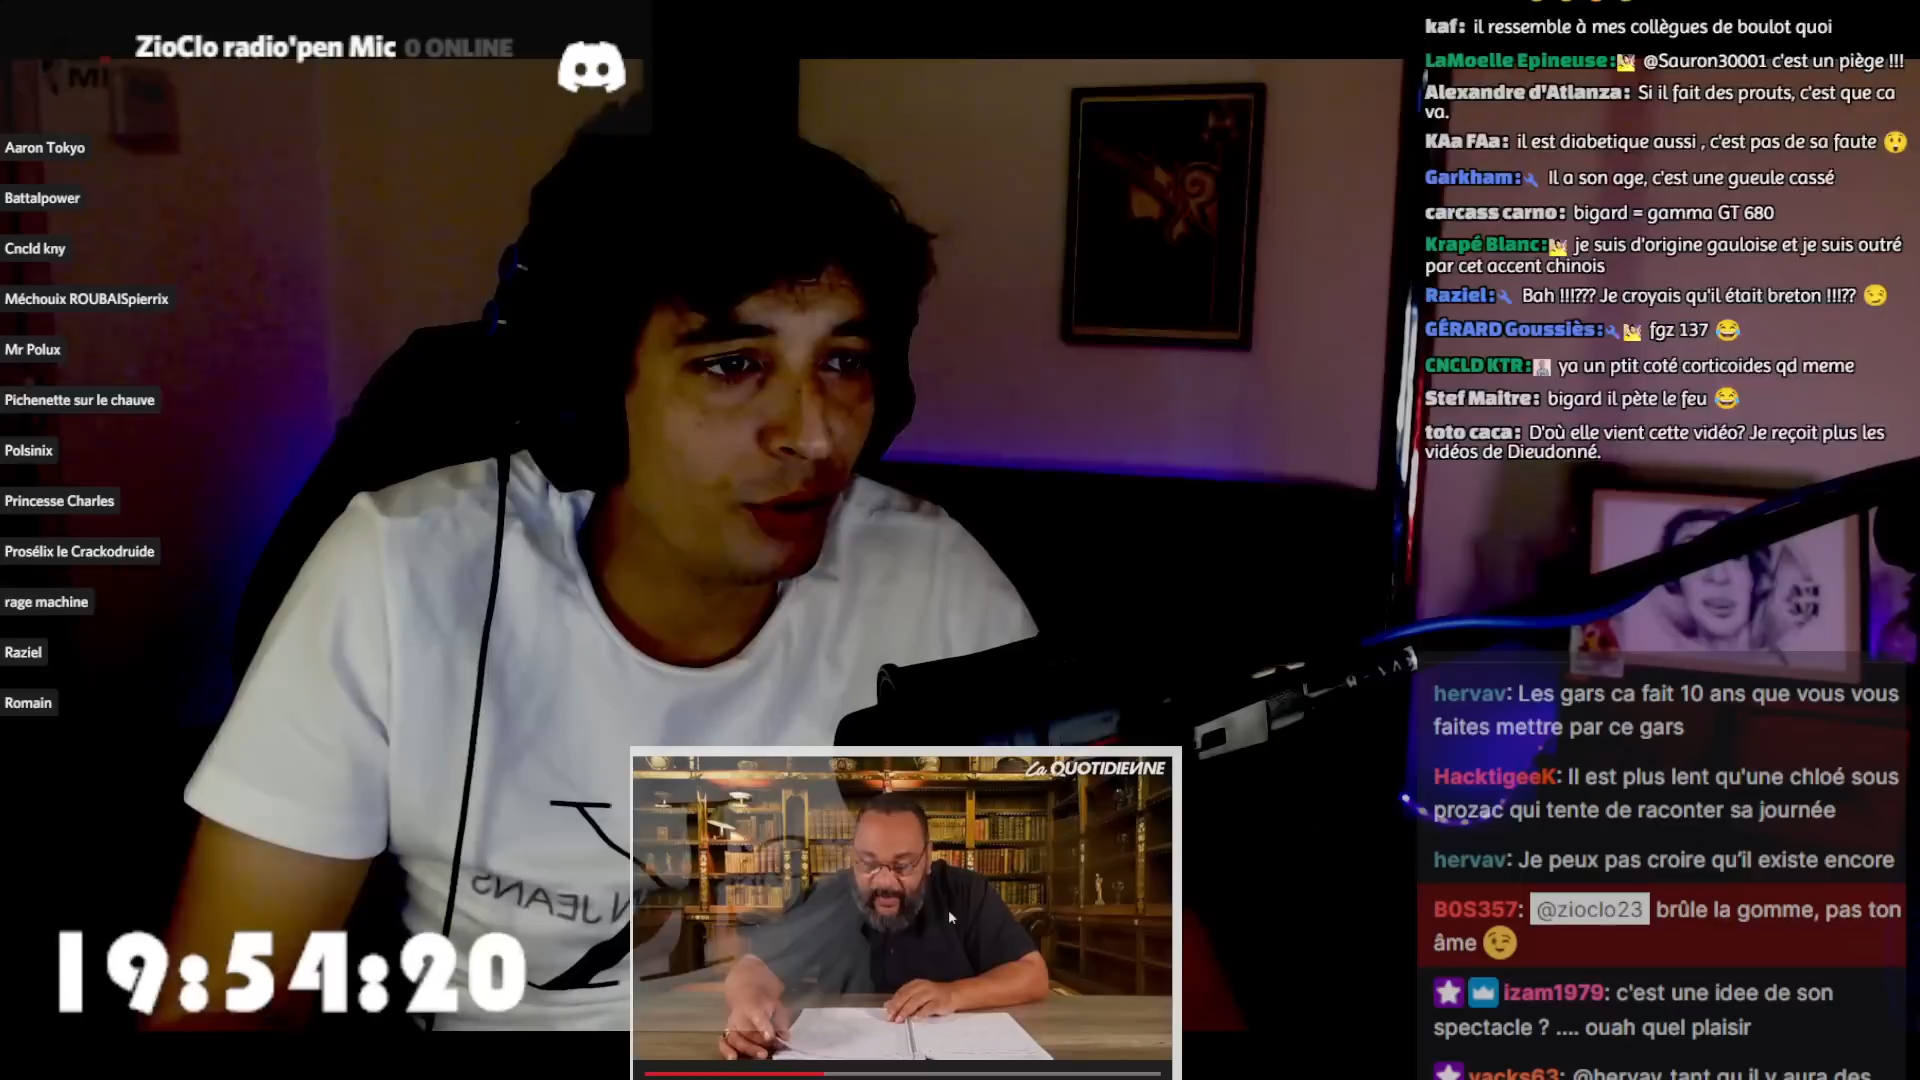 ZioClo radio'pen Mic 0 ONLINE
Aaron Tokyo
Battalpower
Cncld kny
Méchouix ROUBAISpierrix
Mr Polux
Pichenette sur le chauve
Polsinix
Princesse Charles
Prosélix le Crackodruide
rage machine
Raziel
Romain
19:54:20
JEANS
La QUOTIDIENNE
kaf: il ressemble à mes collègues de boulot quoi
LaMoelle Epineuse: @Sauron30001 c'est un piège !!!
Alexandre d'Atlanza: Si il fait des prouts, c'est que ca
va.
KAa FAa: il est diabetique aussi , c'est pas de sa faute 😲
Garkham: Il a son age, c'est une gueule cassé
carcass carno: bigard = gamma GT 680
Krapé Blanc: je suis d'origine gauloise et je suis outré
par cet accent chinois
Raziel: Bah !!!??? Je croyais qu'il était breton !!!?? 😏
GÉRARD Goussiès: fgz 137 😂
CNCLD KTR: ya un ptit coté corticoides qd meme
Stef Maitre: bigard il pète le feu 😂
toto caca: D'où elle vient cette vidéo? Je reçoit plus les
vidéos de Dieudonné.
hervav: Les gars ca fait 10 ans que vous vous
faites mettre par ce gars
HacktigeeK: Il est plus lent qu'une chloé sous
prozac qui tente de raconter sa journée
hervav: Je peux pas croire qu'il existe encore
B0S357: @zioclo23 brûle la gomme, pas ton
âme 😉
izam1979: c'est une idee de son
spectacle ? .... ouah quel plaisir
yacks63: @hervav tant qu'il y aura des